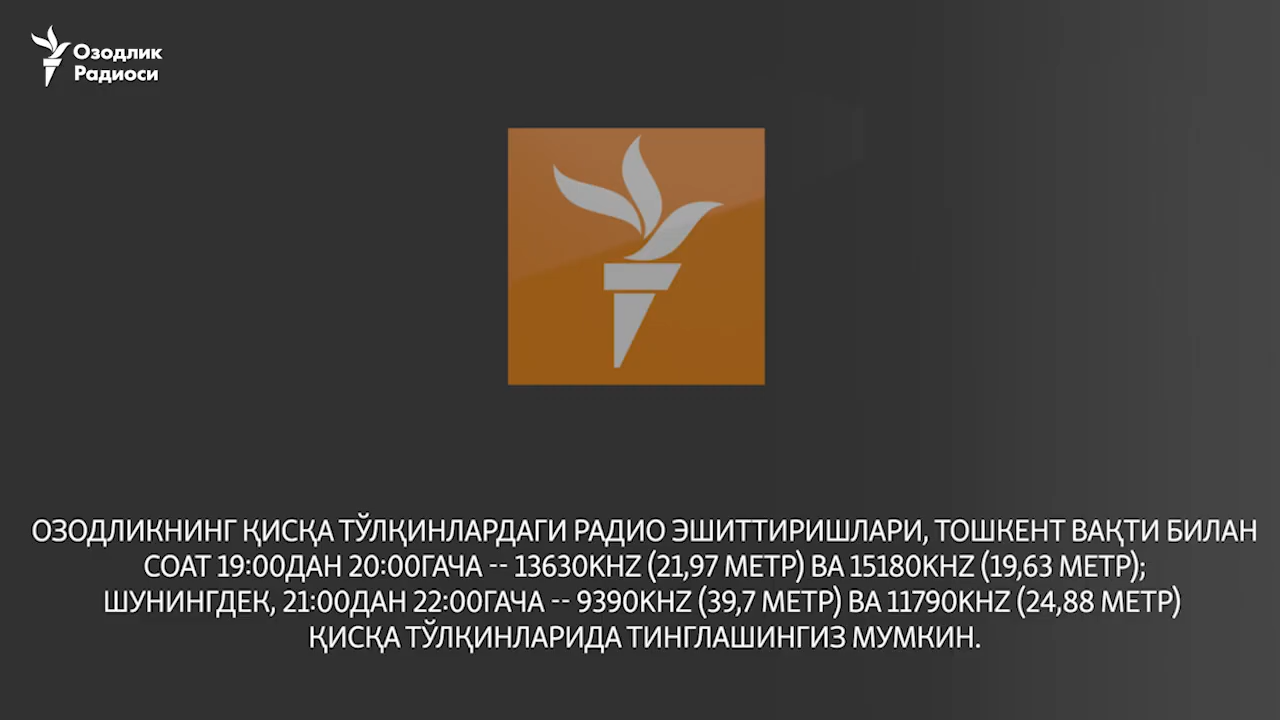 Озодлик
Радиоси
ОЗОДЛИКНИНГ ҚИСҚА ТЎЛҚИНЛАРДАГИ РАДИО ЭШИТТИРИШЛАРИ, ТОШКЕНТ ВАҚТИ БИЛАН
СОАТ 19:00ДАН 20:00ГАЧА -- 13630KHZ (21,97 МЕТР) ВА 15180KHZ (19,63 МЕТР);
ШУНИНГДЕК, 21:00ДАН 22:00ГАЧА -- 9390KHZ (39,7 МЕТР) ВА 11790KHZ (24,88 МЕТР)
ҚИСҚА ТЎЛҚИНЛАРИДА ТИНГЛАШИНГИЗ МУМКИН.